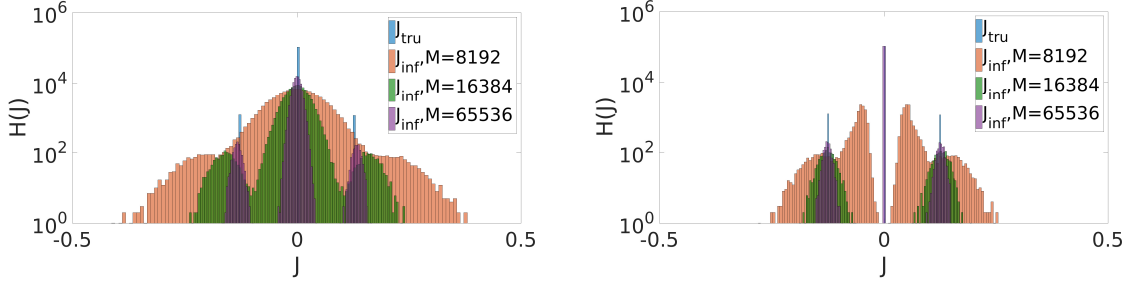 10^6
10^4
10^2
10^0
H(J)
-0.5
0
0.5
J
J_tru
J_inf,M=8192
J_inf,M=16384
J_inf,M=65536
10^6
10^4
10^2
10^0
H(J)
-0.5
0
0.5
J
J_tru
J_inf,M=8192
J_inf,M=16384
J_inf,M=65536